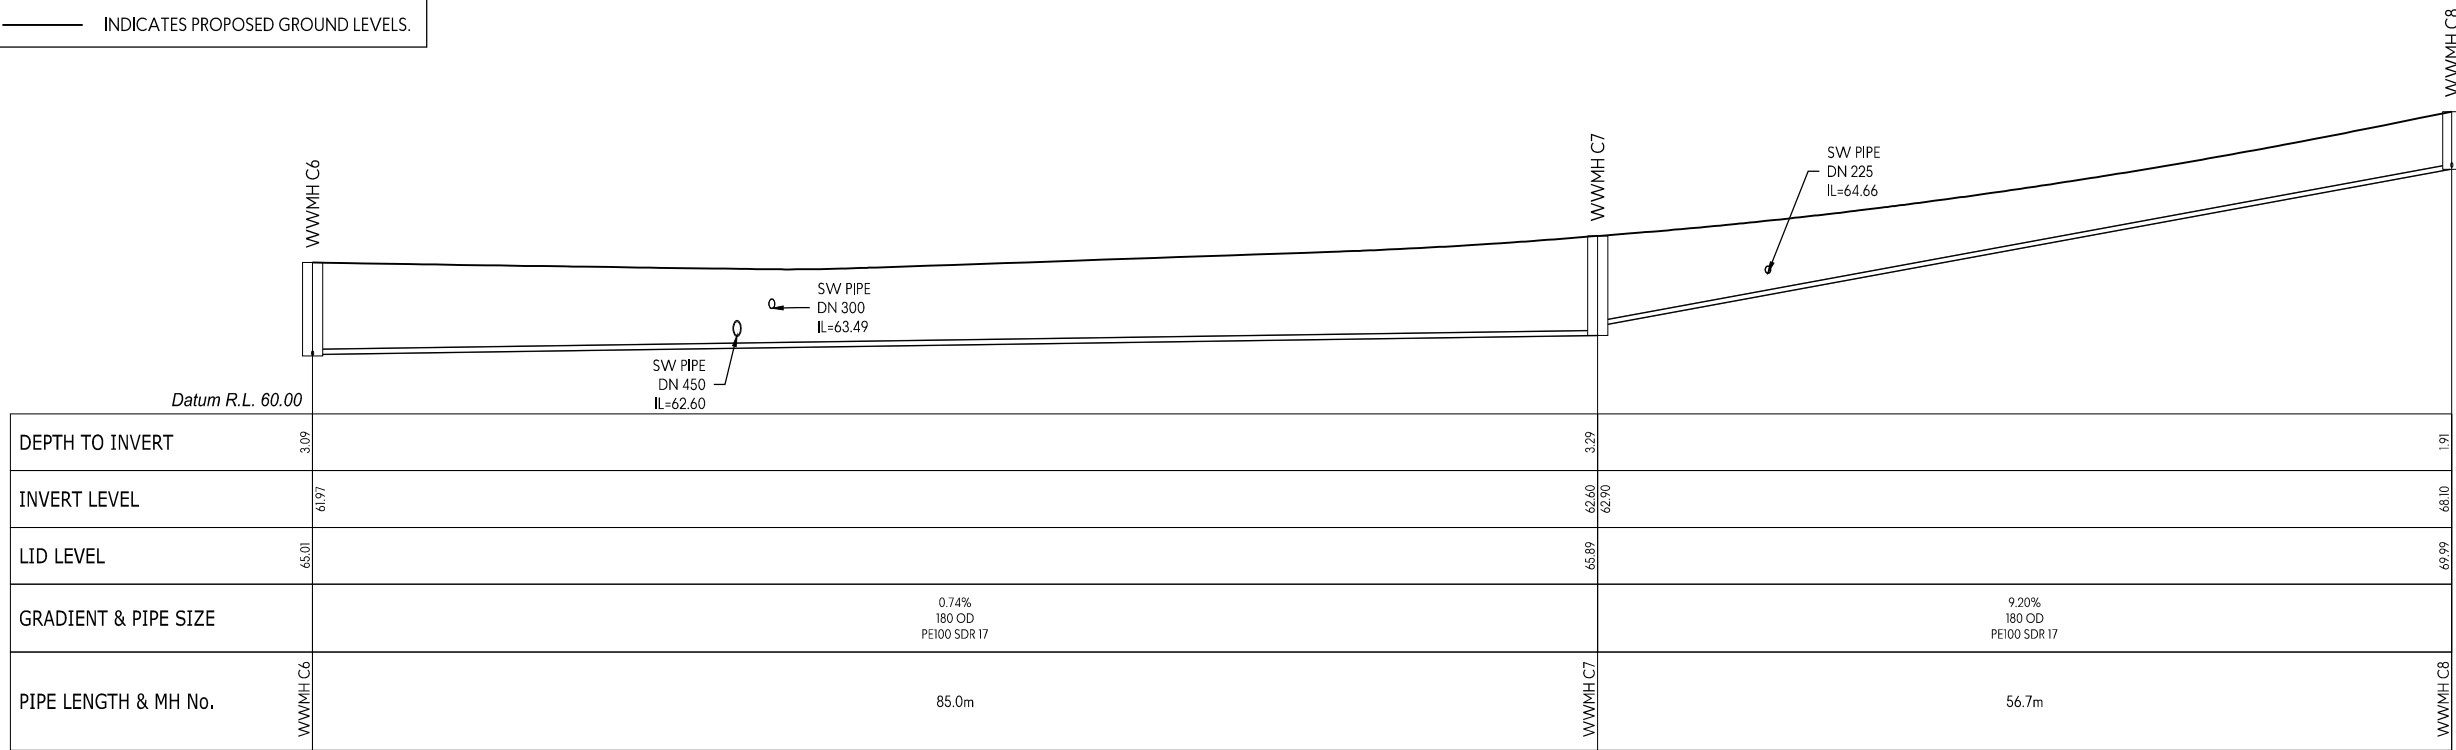 INDICATES PROPOSED GROUND LEVELS.
WWMH C6
WWMH C7
WWMH C8
SW PIPE
DN 300
IL=63.49
SW PIPE
DN 450
IL=62.60
SW PIPE
DN 225
IL=64.66
Datum R.L. 60.00
DEPTH TO INVERT 3.09 3.29 1.91
INVERT LEVEL 61.97 62.60 62.90 68.10
LID LEVEL 65.01 65.89 69.99
GRADIENT & PIPE SIZE
0.74%
180 OD
PE100 SDR 17
9.20%
180 OD
PE100 SDR 17
PIPE LENGTH & MH No. WWMH C6 85.0m WWMH C7 56.7m WWMH C8